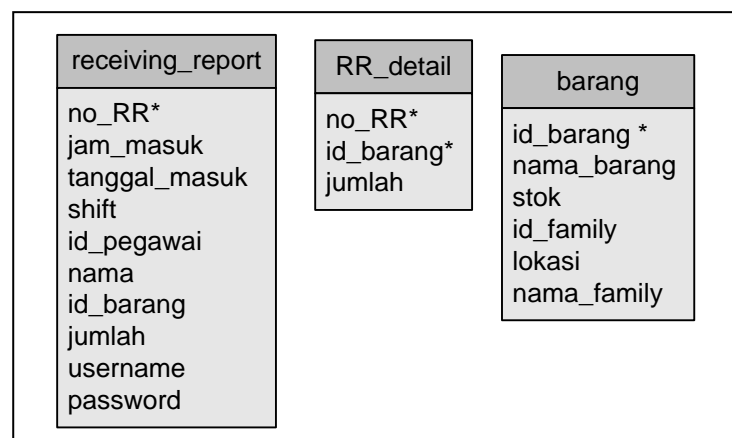 receiving_report
no_RR*
jam_masuk
tanggal_masuk
shift
id_pegawai
nama
id_barang
jumlah
username
password
RR_detail
no_RR*
id_barang*
jumlah
barang
id_barang *
nama_barang
stok
id_family
lokasi
nama_family